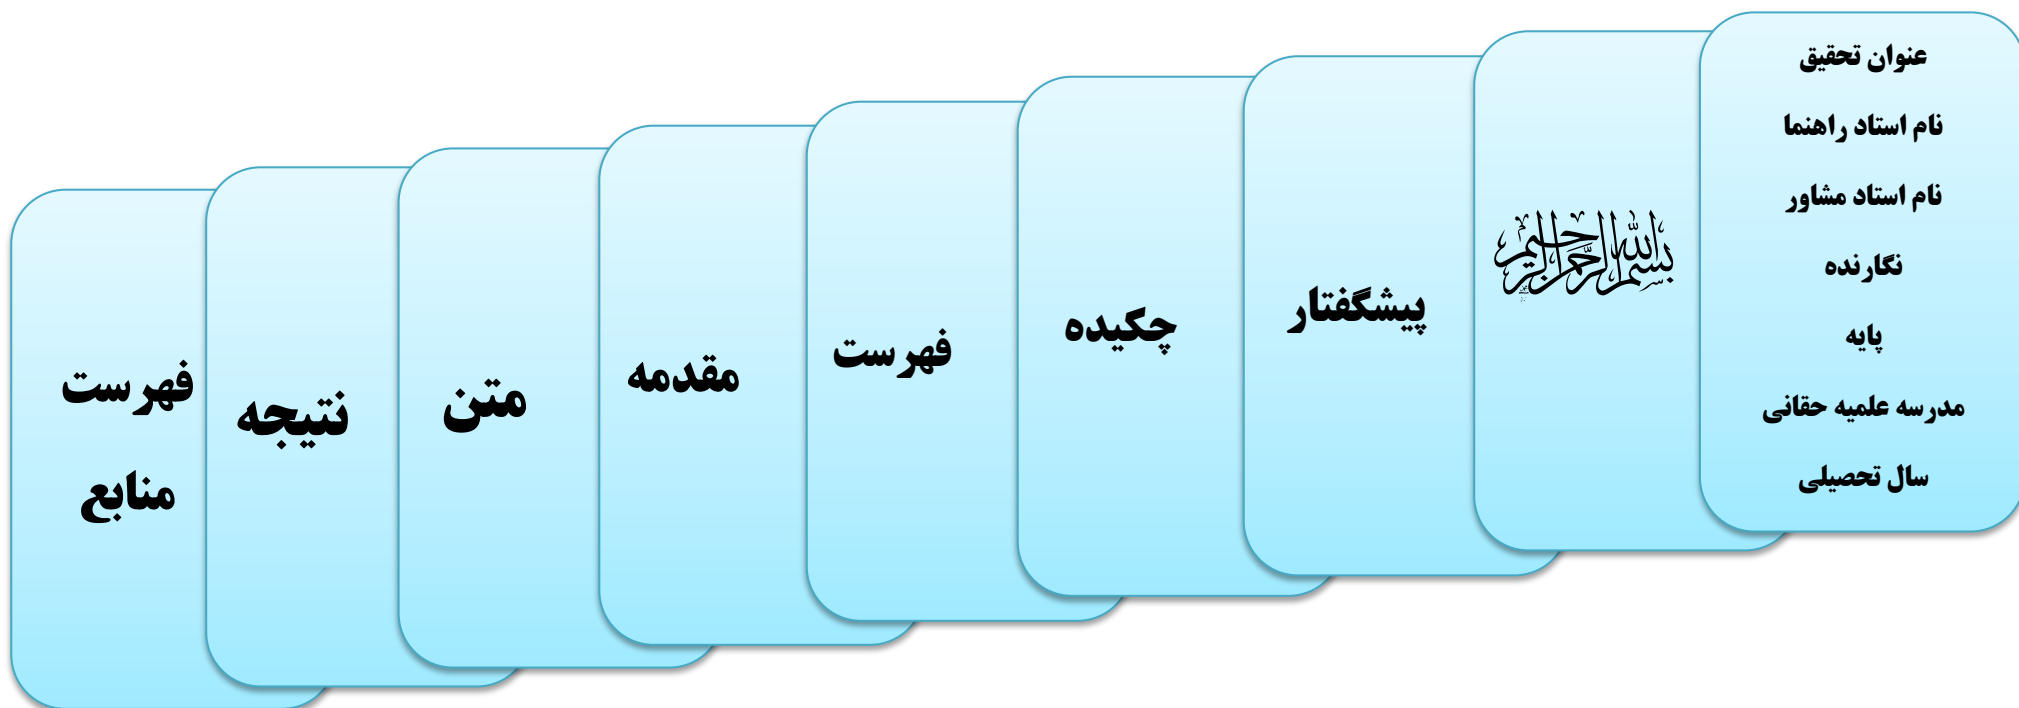 عنوان تحقیق
نام استاد راهنما
نام استاد مشاور
نگارنده
پایه
مدرسه علمیه حقانی
سال تحصیلی
بسم الله الرحمن الرحیم
پیشگفتار
چکیده
فهرست
مقدمه
متن
نتیجه
فهرست
منابع